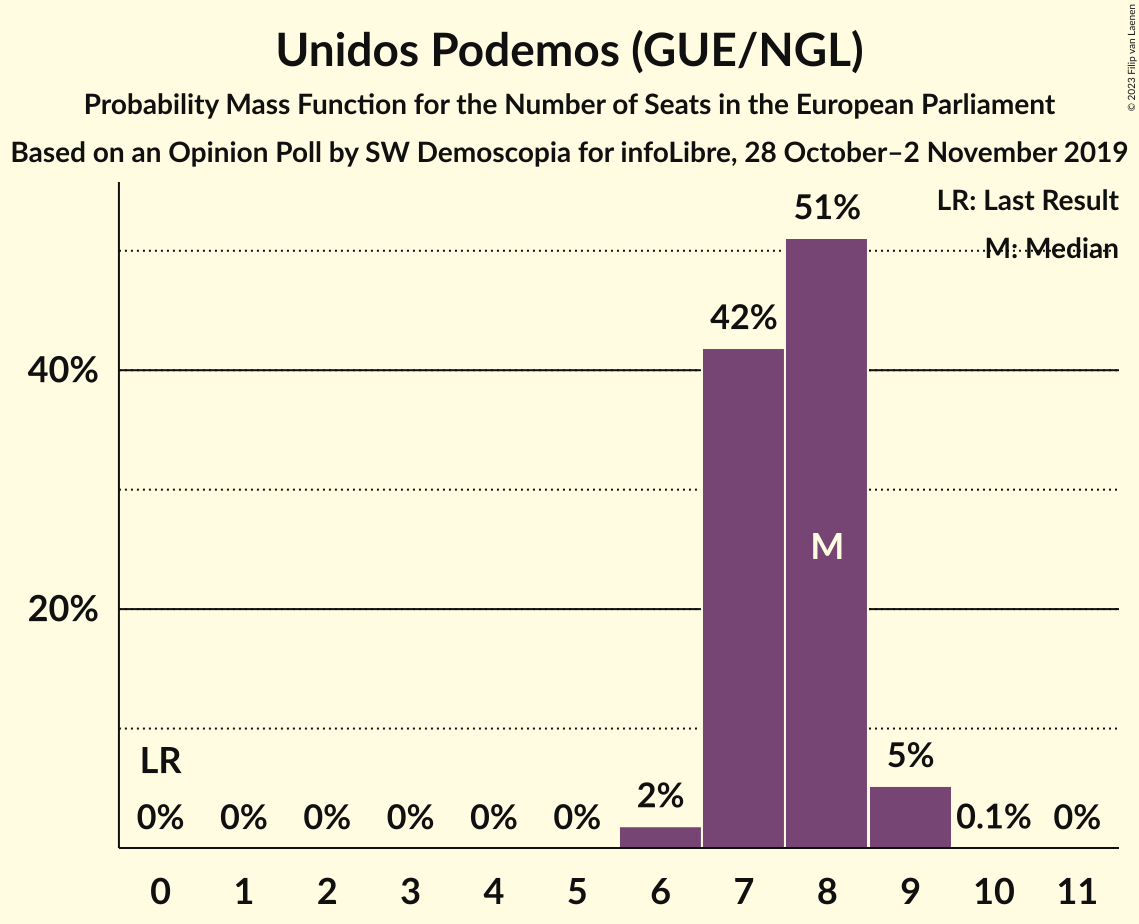 Unidos Podemos (GUE/NGL)
Probability Mass Function for the Number of Seats in the European Parliament
Based on an Opinion Poll by SW Demoscopia for infoLibre, 28 October–2 November 2019
© 2023 Filip van Laenen
LR: Last Result
M: Median
51%
42%
40%
M
20%
LR
5%
2%
0% 0% 0% 0% 0% 0% 0.1% 0%
0 1 2 3 4 5 6 7 8 9 10 11